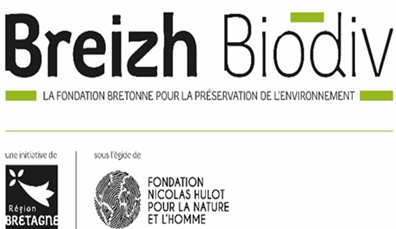 Breizh Biodiv
LA FONDATION BRETONNE POUR LA PRÉSERVATION DE L'ENVIRONNEMENT
une initiative de
sous l'égide de
Région
BRETAGNE
FONDATION
NICOLAS HULOT
POUR LA NATURE
ET L'HOMME